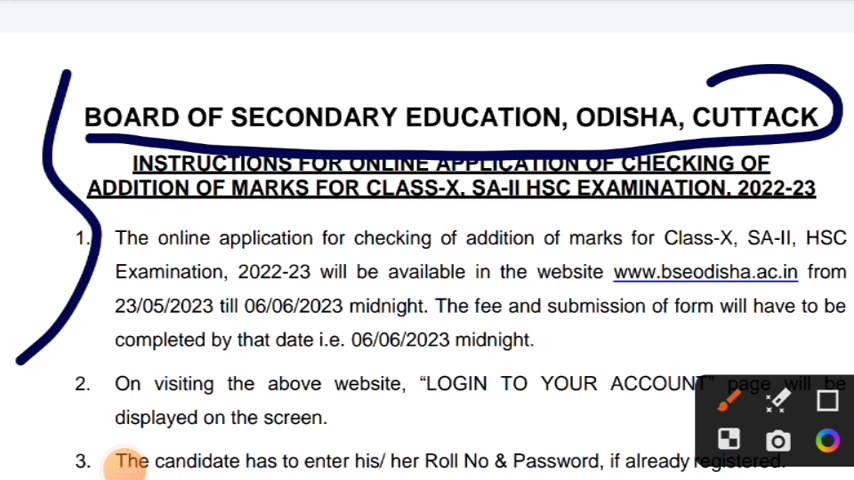 BOARD OF SECONDARY EDUCATION, ODISHA, CUTTACK
INSTRUCTIONS FOR ONLINE APPLICATION OF CHECKING OF
ADDITION OF MARKS FOR CLASS-X, SA-II HSC EXAMINATION, 2022-23
1. The online application for checking of addition of marks for Class-X, SA-II, HSC
Examination, 2022-23 will be available in the website www.bseodisha.ac.in from
23/05/2023 till 06/06/2023 midnight. The fee and submission of form will have to be
completed by that date i.e. 06/06/2023 midnight.
2. On visiting the above website, “LOGIN TO YOUR ACCOUNT” page will be
displayed on the screen.
3. The candidate has to enter his/ her Roll No & Password, if already registered.